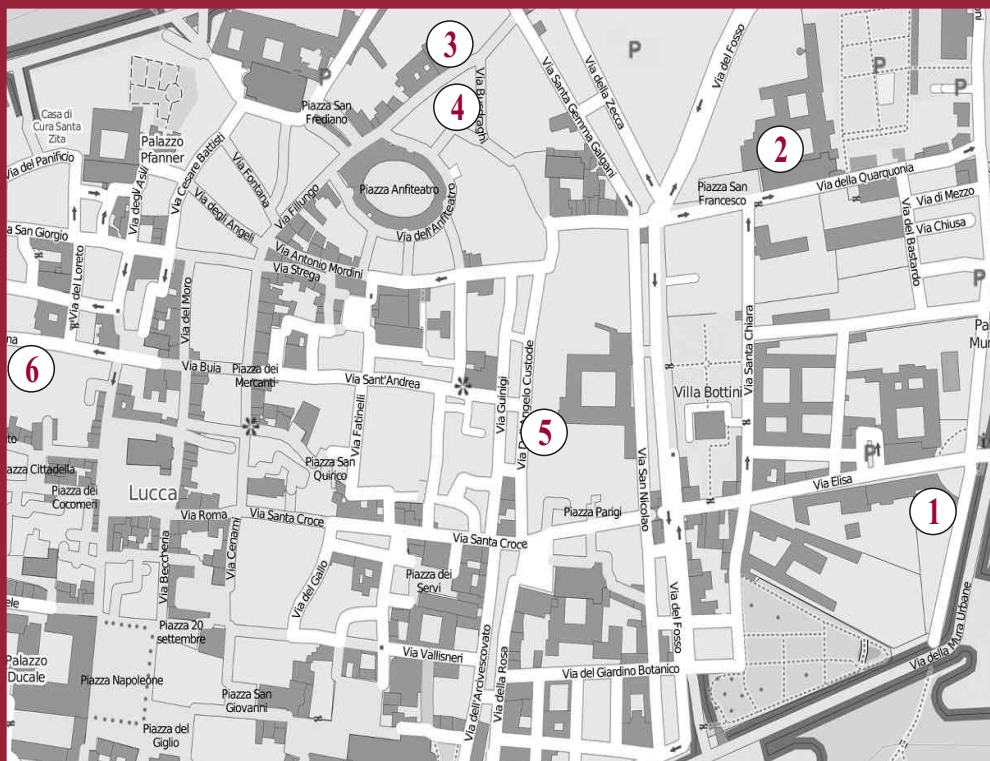 3
P
Via Buodraghi
4
Via Santa Gemma Galgani
Via della Zecca
P
Via del Fosso
P
P
Piazza San
Frediano
Casa di
Cura Santa
Zita
Palazzo
Pfanner
Via del Panificio
Via degli Asili
Via Cesare Battisti
Via Fontana
Via degli Angeli
Via Fillungo
Piazza Anfiteatro
Via dell'Anfiteatro
2
Piazza San
Francesco
Via della Quarquonia
Via di Mezzo
Via Chiusa
Via del Bastardo
San Giorgio
Via del Loreto
Via del Moro
Via Antonio Mordini
Via Strega
P
6
Via Buia
Piazza dei
Mercanti
Via Sant'Andrea
Via Fatinelli
Via Guinigi
Via Dell'Angelo Custode
5
Via San Nicolao
Villa Bottini
Via Santa Chiara
P
Via Elisa
1
Piazza San
Quirico
Piazza Cittadella
Piazza dei
Cocomeri
Lucca
Via Roma
Via Cenami
Via Beccheria
Via Santa Croce
Via Santa Croce
Piazza Parigi
Via del Gallo
Piazza dei
Servi
Via del Fosso
Via della Mura Urbane
Piazza 20
settembre
Palazzo
Ducale
Piazza Napoleone
Via Vallisneri
Via dell'Arcivescovato
Via della Rosa
Via del Giardino Botanico
Piazza San
Giovanni
Piazza del
Giglio